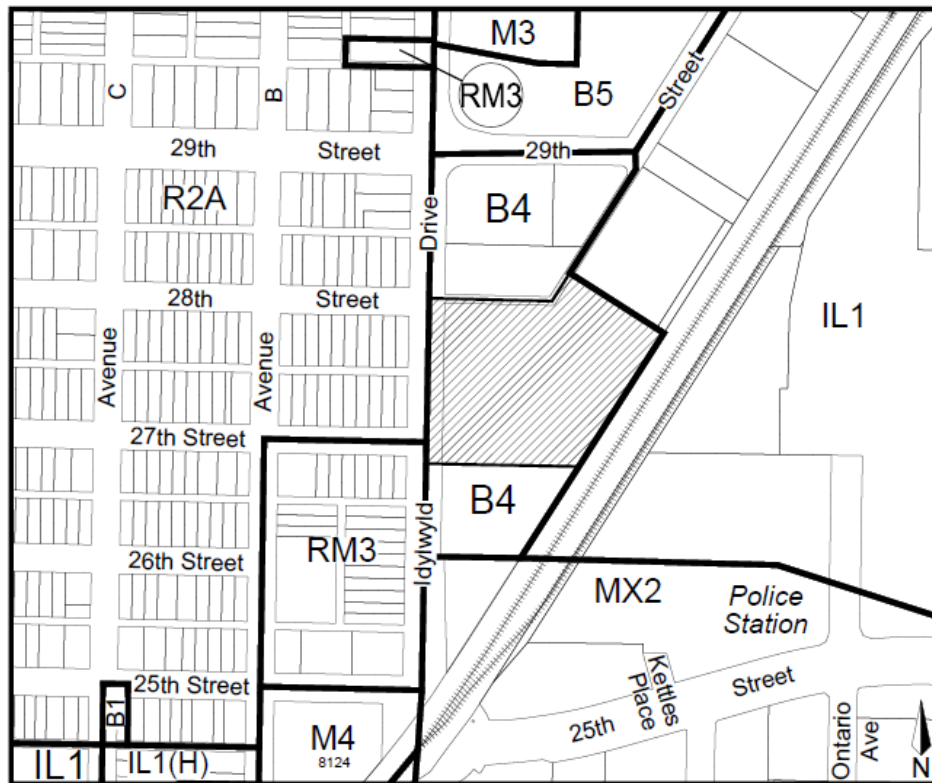 M3
C
B
RM3
B5
Street
29th
Street
29th
R2A
B4
Drive
28th
Street
IL1
Avenue
Avenue
27th Street
B4
RM3
Idylwyld
26th Street
MX2
Police
Station
Kettles
Place
25th Street
Street
25th
B1
M4
8124
Ontario
Ave
IL1
IL1(H)
N